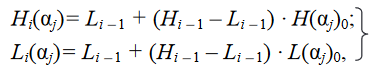 Hᵢ(αⱼ)= Lᵢ ₋ ₁ + (Hᵢ ₋ ₁ – Lᵢ ₋ ₁) · H(αⱼ)₀;
Lᵢ(αⱼ)= Lᵢ ₋ ₁ + (Hᵢ ₋ ₁ – Lᵢ ₋ ₁) · L(αⱼ)₀,